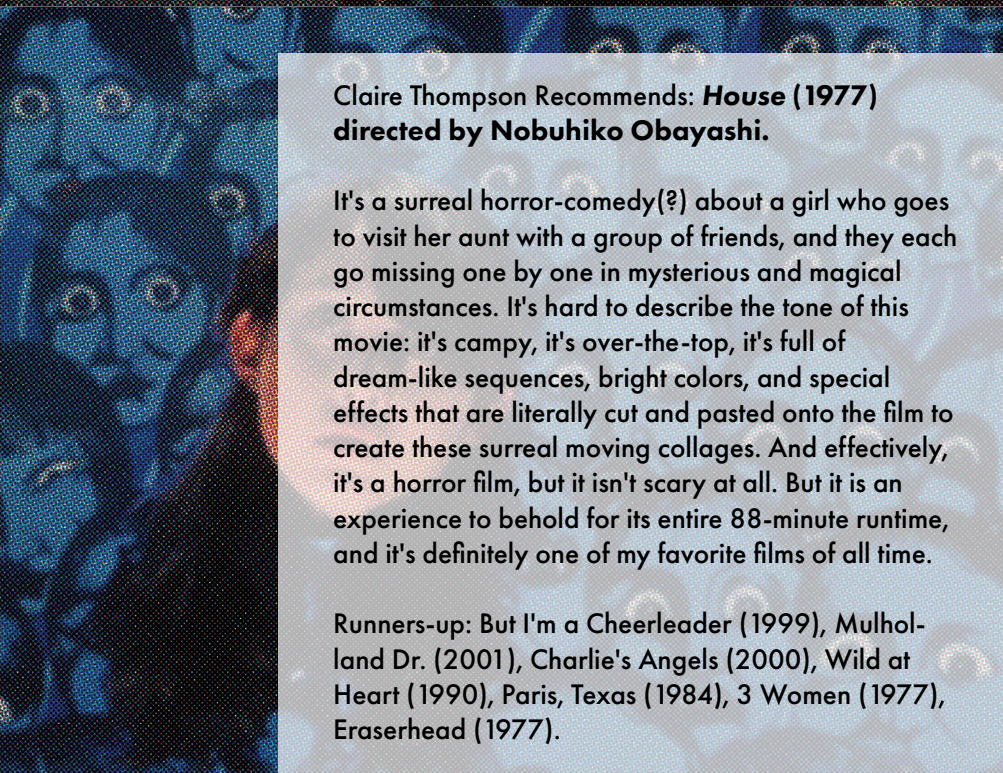 Claire Thompson Recommends: House (1977)
directed by Nobuhiko Obayashi.
It's a surreal horror-comedy(?) about a girl who goes
to visit her aunt with a group of friends, and they each
go missing one by one in mysterious and magical
circumstances. It's hard to describe the tone of this
movie: it's campy, it's over-the-top, it's full of
dream-like sequences, bright colors, and special
effects that are literally cut and pasted onto the film to
create these surreal moving collages. And effectively,
it's a horror film, but it isn't scary at all. But it is an
experience to behold for its entire 88-minute runtime,
and it's definitely one of my favorite films of all time.
Runners-up: But I'm a Cheerleader (1999), Mulhol-
land Dr. (2001), Charlie's Angels (2000), Wild at
Heart (1990), Paris, Texas (1984), 3 Women (1977),
Eraserhead (1977).